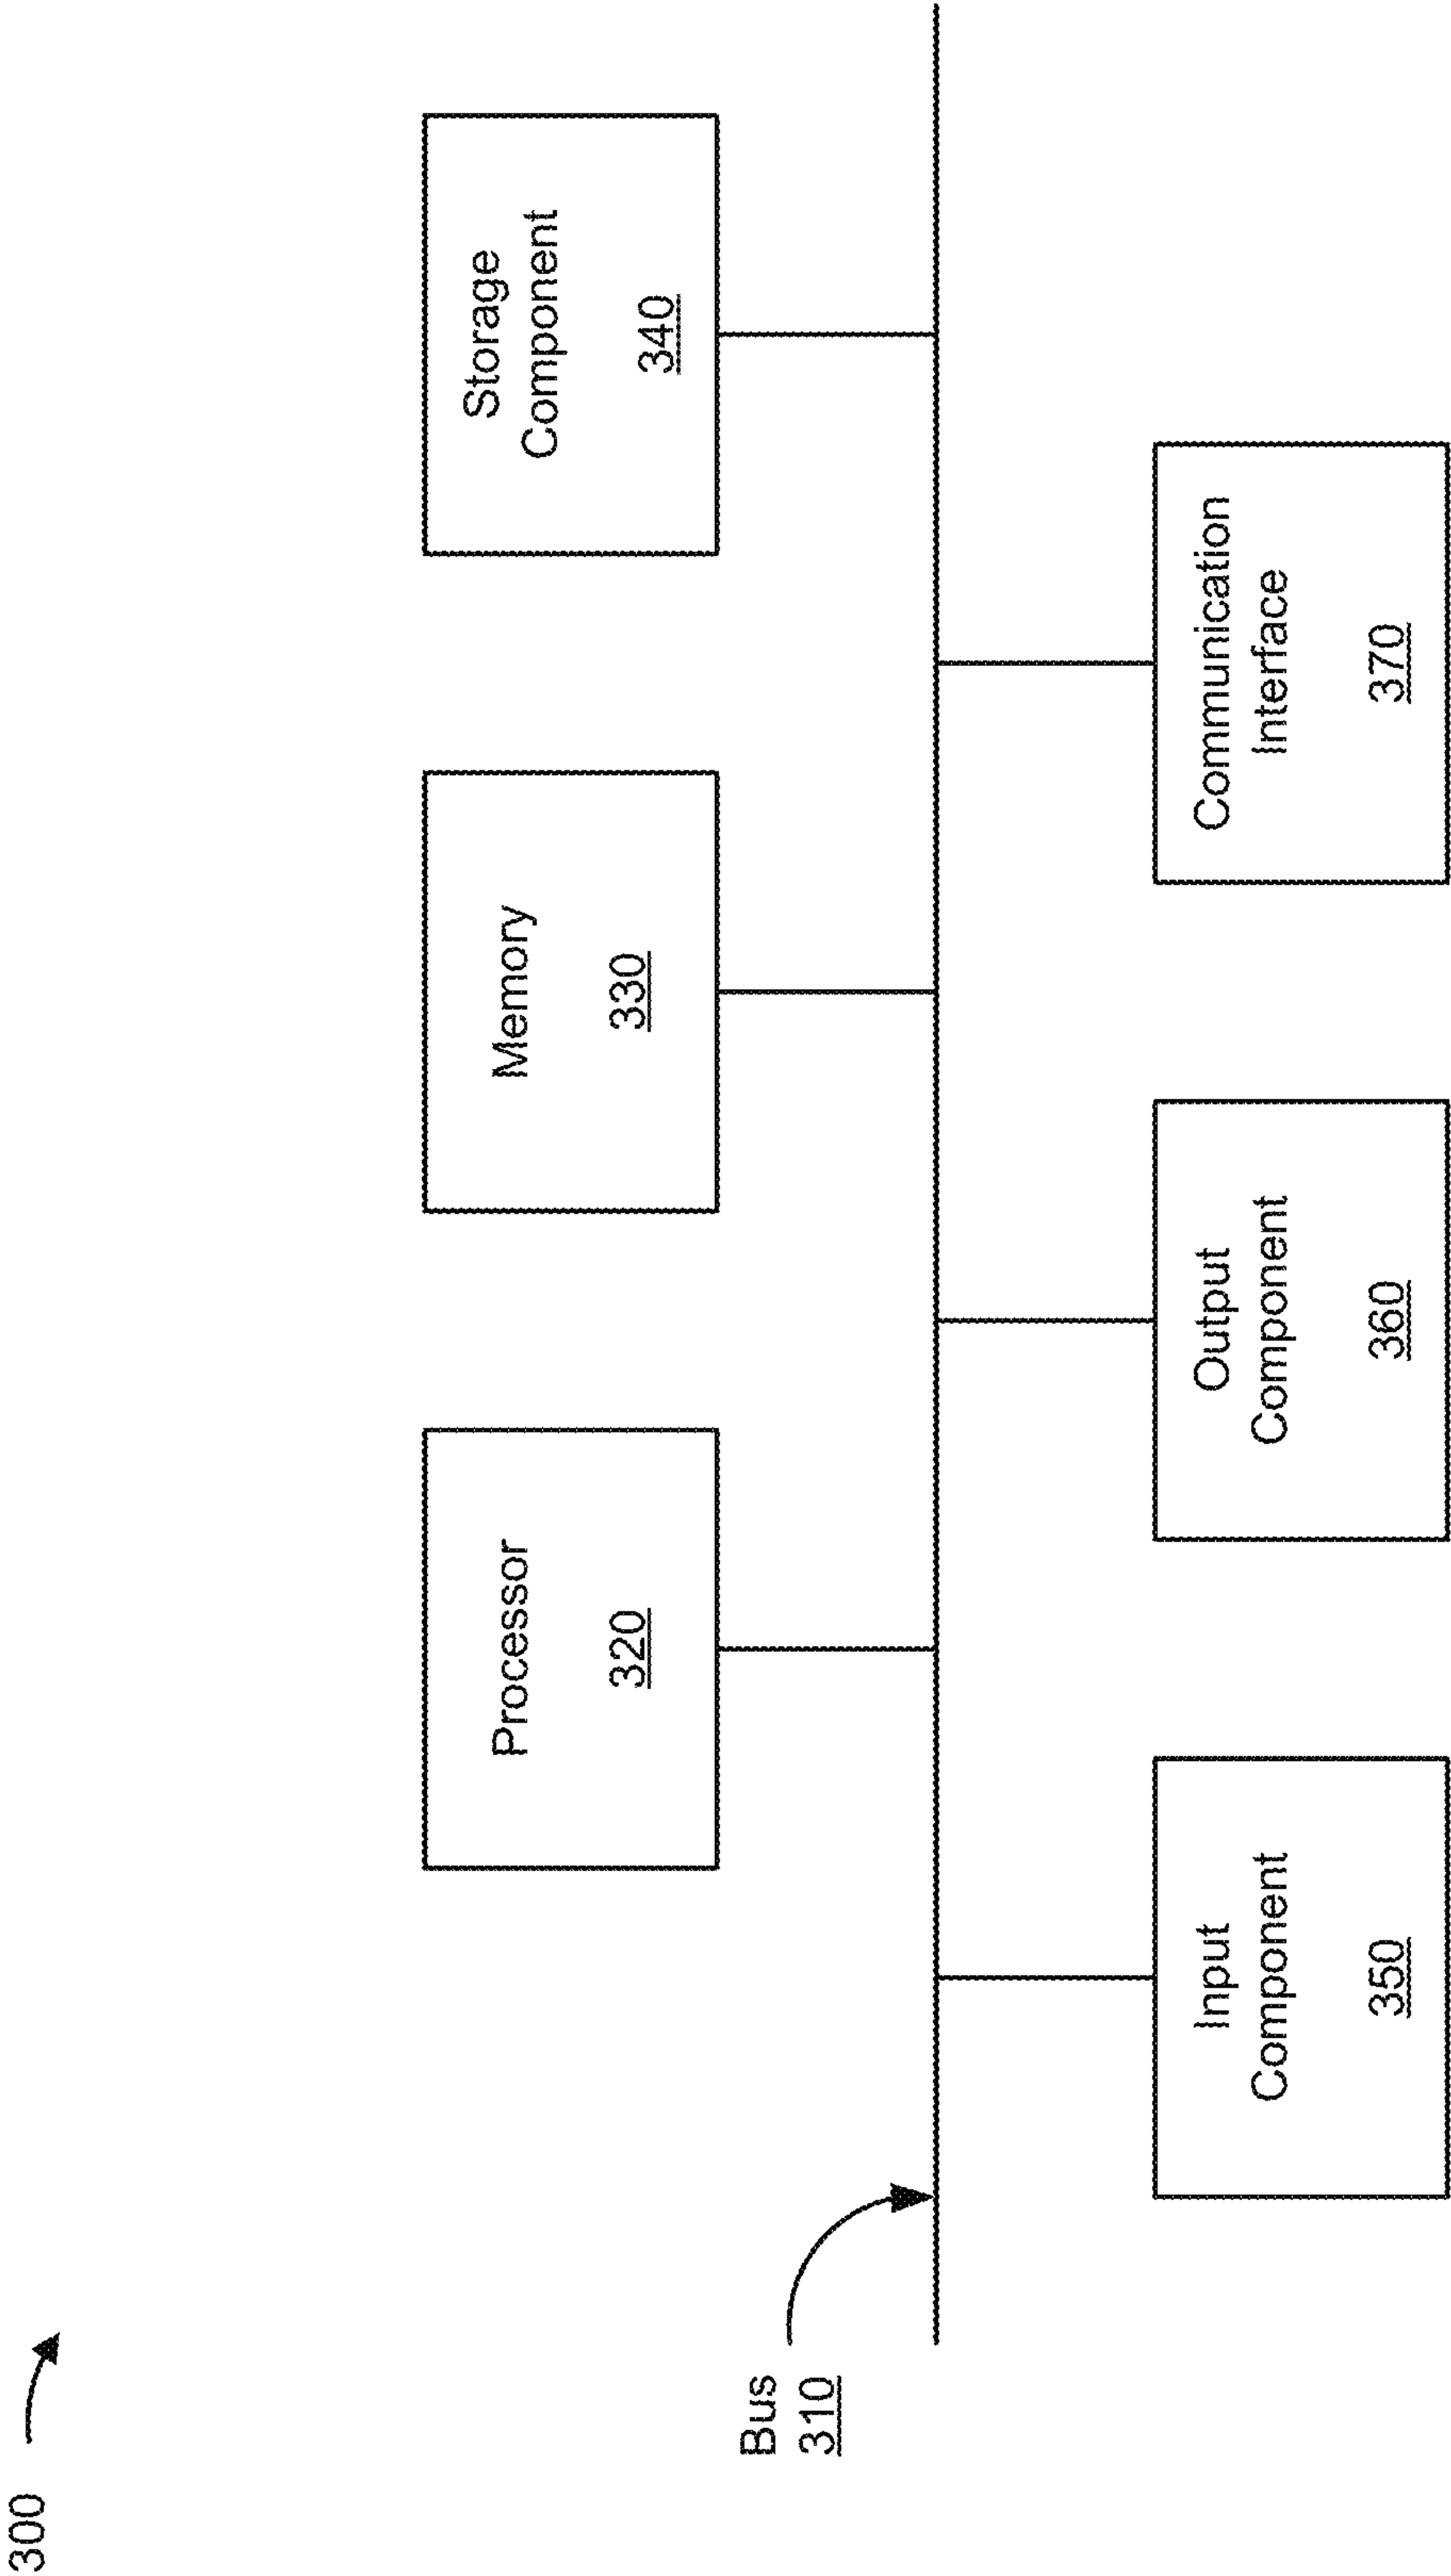 300
Processor
320
Memory
330
Storage
Component
340
Bus
310
Input
Component
350
Output
Component
360
Communication
Interface
370